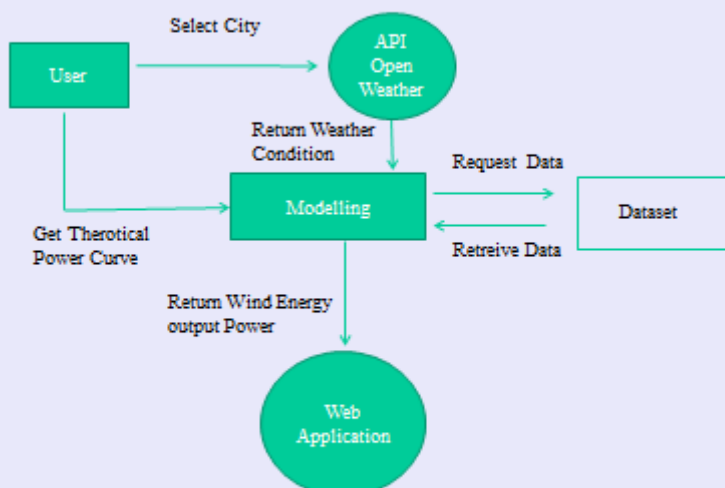 Select City
API
Open
Weather
User
Return Weather
Condition
Request Data
Modelling
Dataset
Get Therotical
Power Curve
Retreive Data
Return Wind Energy
output Power
Web
Application